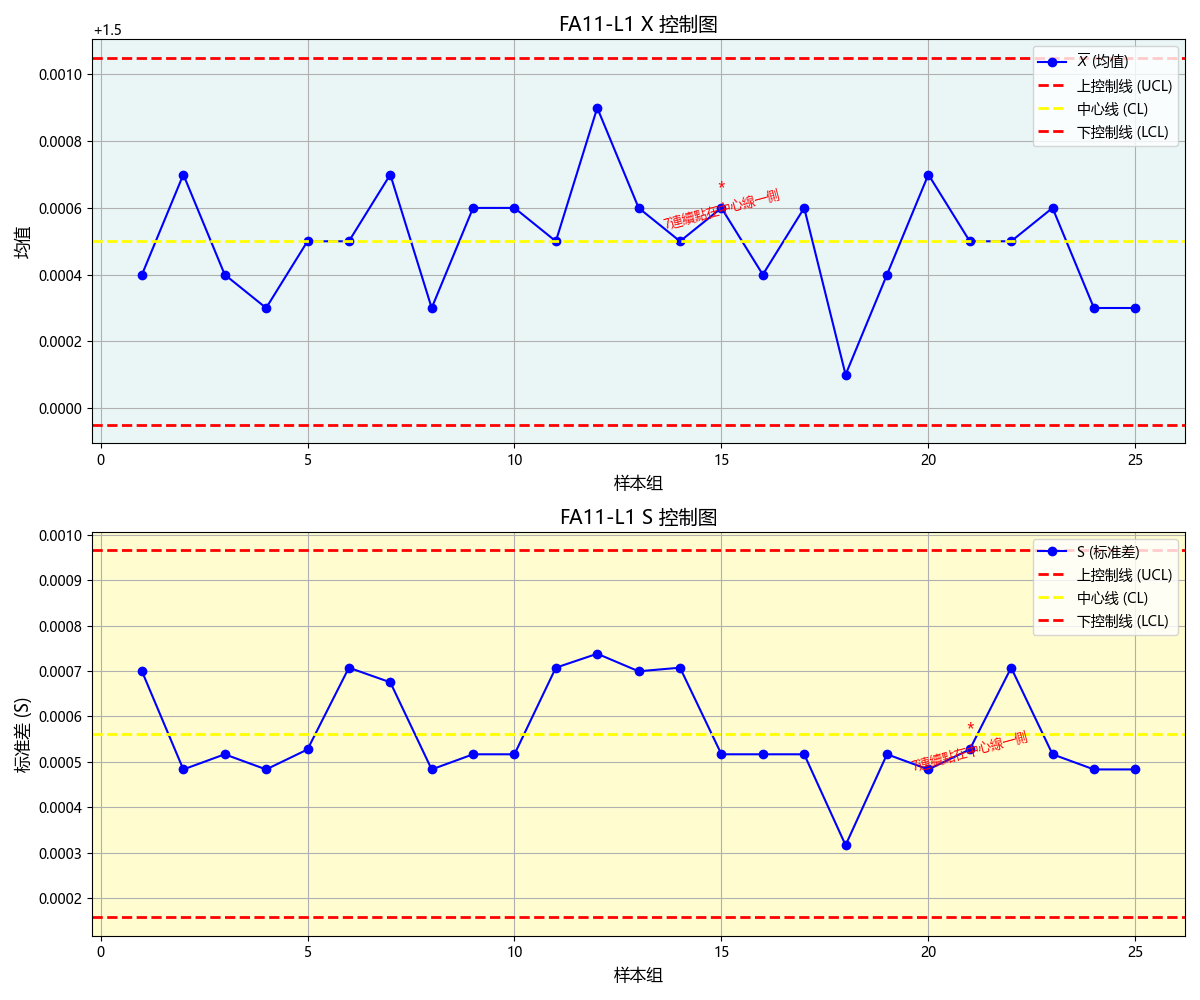 FA11-L1 X 控制图
+1.5
0.0010
0.0008
0.0006
0.0004
0.0002
0.0000
均值
X (均值)
上控制线 (UCL)
中心线 (CL)
下控制线 (LCL)
*
7連續點在中心線一側
0
5
10
15
20
25
样本组
FA11-L1 S 控制图
0.0010
0.0009
0.0008
0.0007
0.0006
0.0005
0.0004
0.0003
0.0002
标准差 (S)
S (标准差)
上控制线 (UCL)
中心线 (CL)
下控制线 (LCL)
*
7連續點在中心線一側
0
5
10
15
20
25
样本组